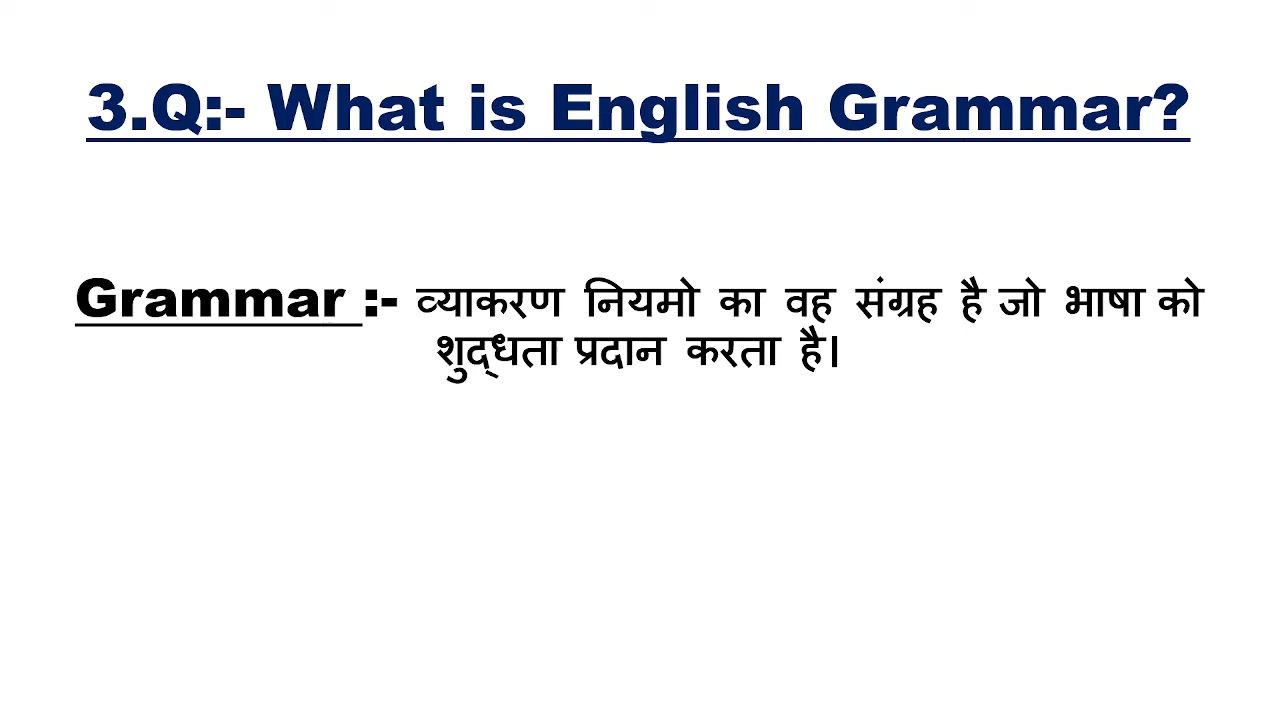 3.Q:- What is English Grammar?
Grammar :- व्याकरण नियमो का वह संग्रह है जो भाषा को
शुद्धता प्रदान करता है।